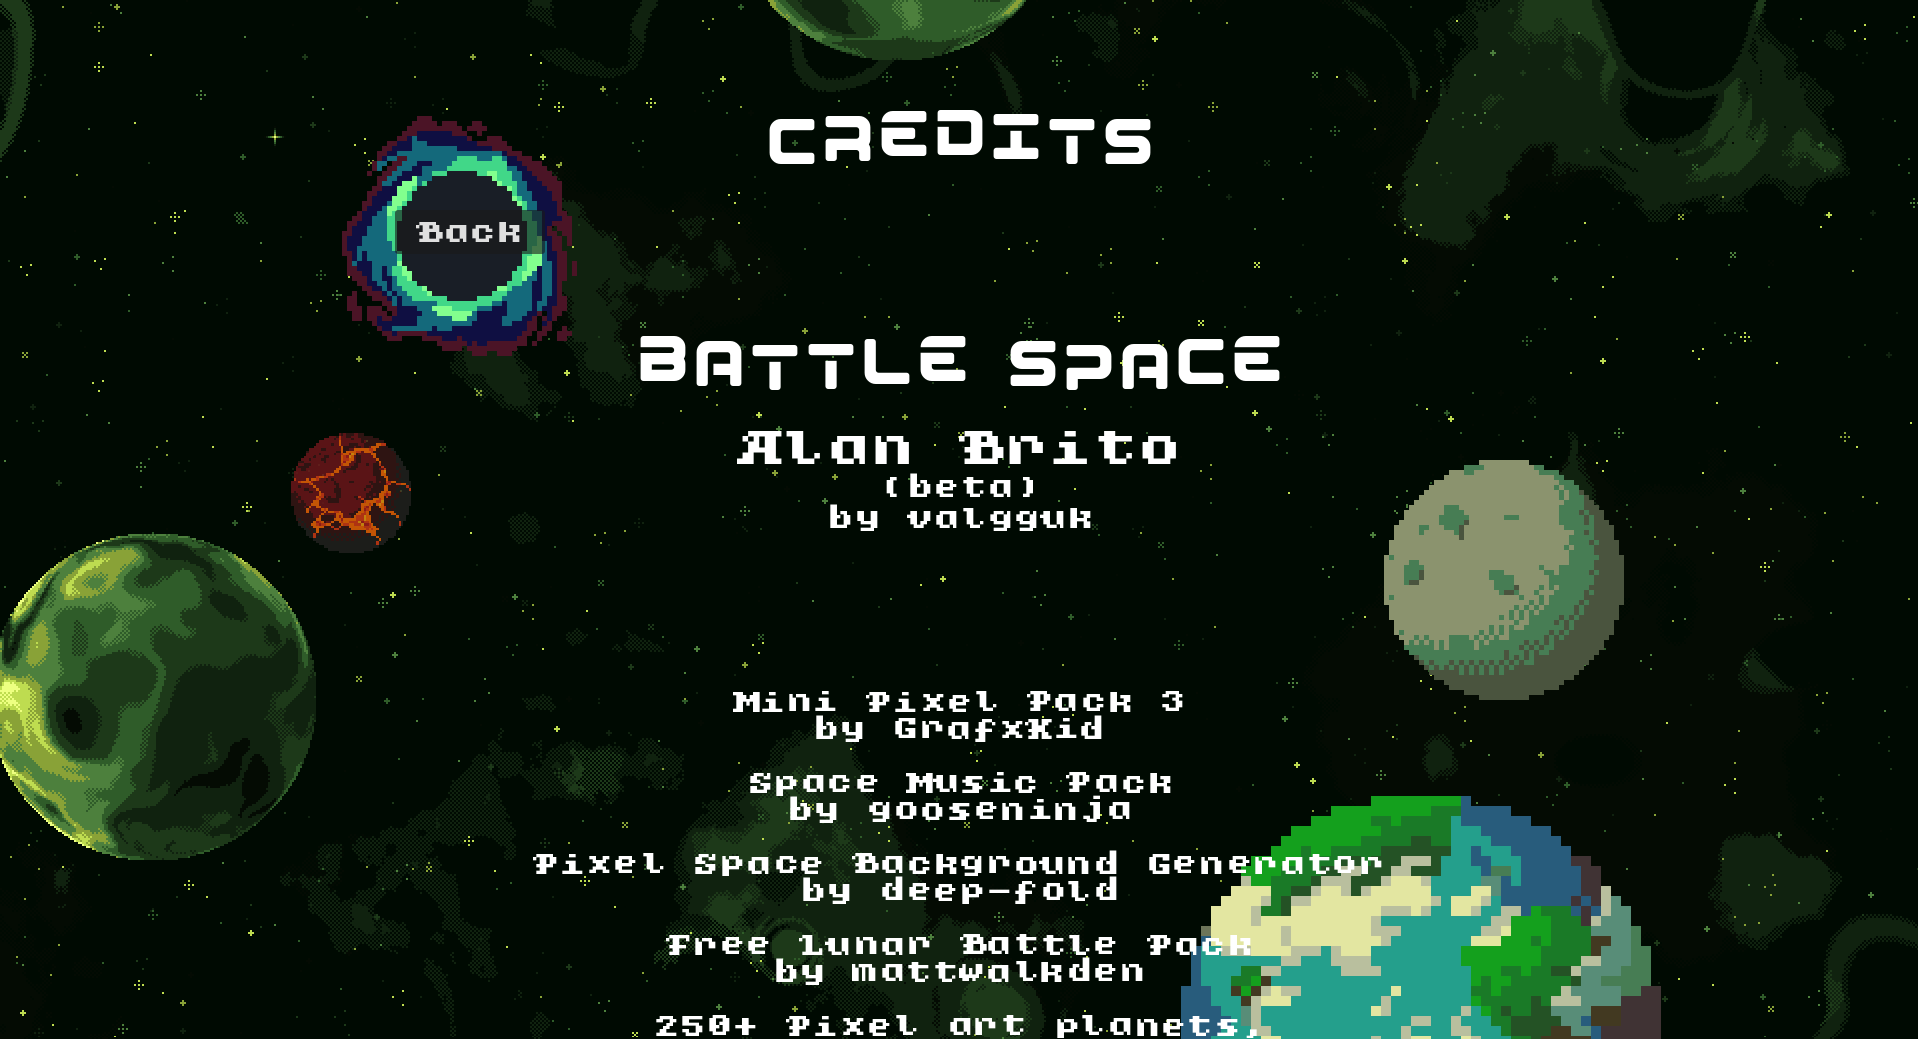 CREDITS
Back
BATTLE SPACE
Alan Brito
(beta)
by valgguk
Mini Pixel Pack 3
by GrafxKid
Space Music Pack
by gooseninja
Pixel Space Background Generator
by deep-fold
Free Lunar Battle Pack
by mattwalkden
250+ Pixel art planets,